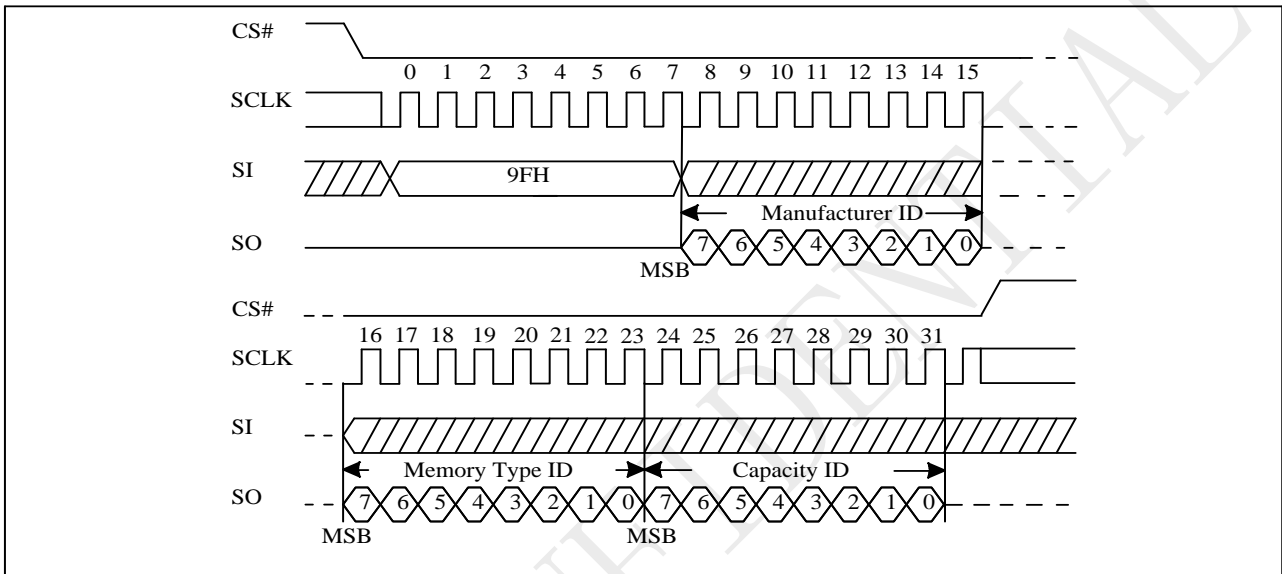 CS#
0 1 2 3 4 5 6 7 8 9 10 11 12 13 14 15
SCLK
SI 9FH
Manufacturer ID
SO 7 6 5 4 3 2 1 0
MSB
CS#
16 17 18 19 20 21 22 23 24 25 26 27 28 29 30 31
SCLK
SI
Memory Type ID Capacity ID
SO 7 6 5 4 3 2 1 0 7 6 5 4 3 2 1 0
MSB MSB